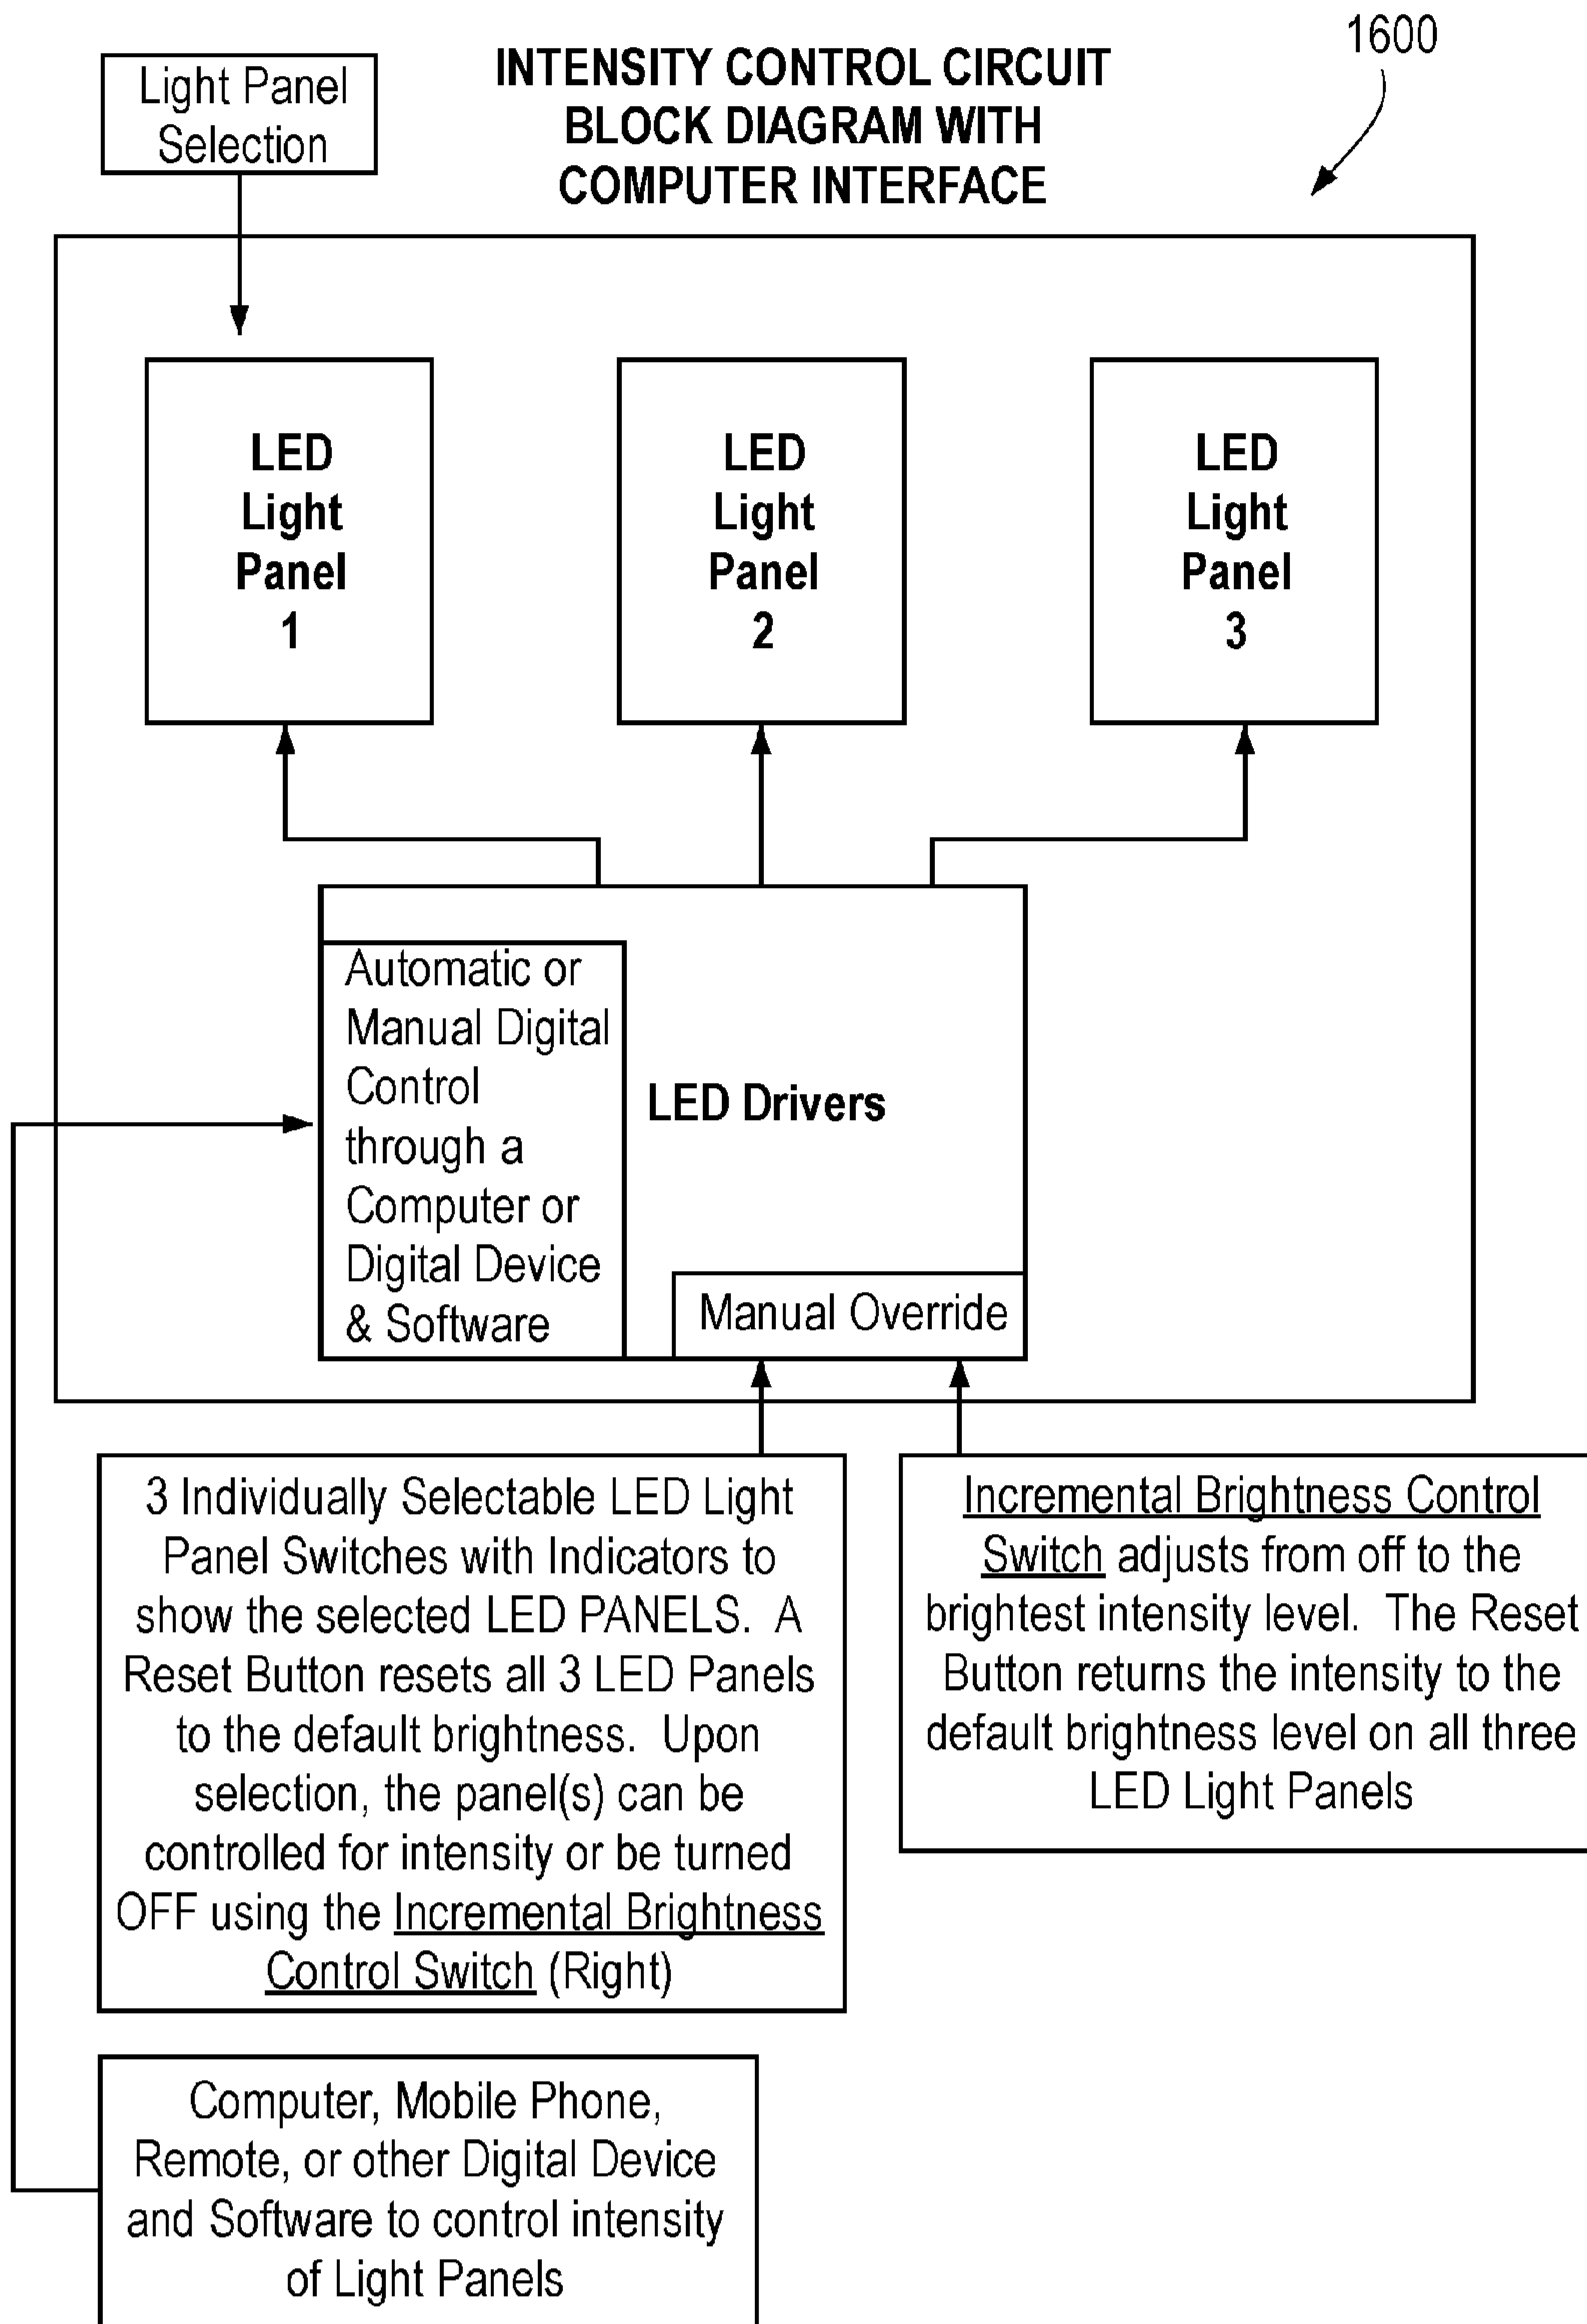 1600
INTENSITY CONTROL CIRCUIT
BLOCK DIAGRAM WITH
COMPUTER INTERFACE
Light Panel
Selection
LED
Light
Panel
1
LED
Light
Panel
2
LED
Light
Panel
3
Automatic or
Manual Digital
Control
through a
Computer or
Digital Device
& Software
LED Drivers
Manual Override
3 Individually Selectable LED Light
Panel Switches with Indicators to
show the selected LED PANELS. A
Reset Button resets all 3 LED Panels
to the default brightness. Upon
selection, the panel(s) can be
controlled for intensity or be turned
OFF using the Incremental Brightness
Control Switch (Right)
Incremental Brightness Control
Switch adjusts from off to the
brightest intensity level. The Reset
Button returns the intensity to the
default brightness level on all three
LED Light Panels
Computer, Mobile Phone,
Remote, or other Digital Device
and Software to control intensity
of Light Panels